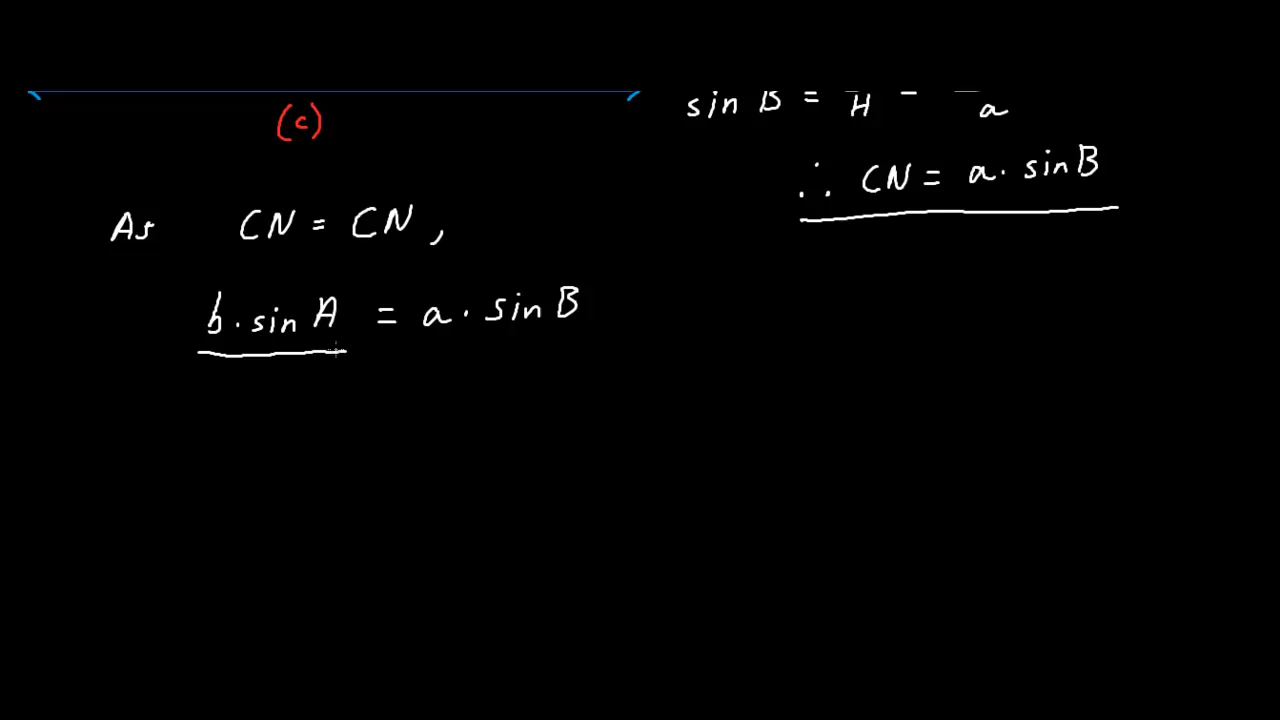 (c)
sin B = H = a
∴ CN = a · sin B
As CN = CN ,
b · sin A = a · sin B